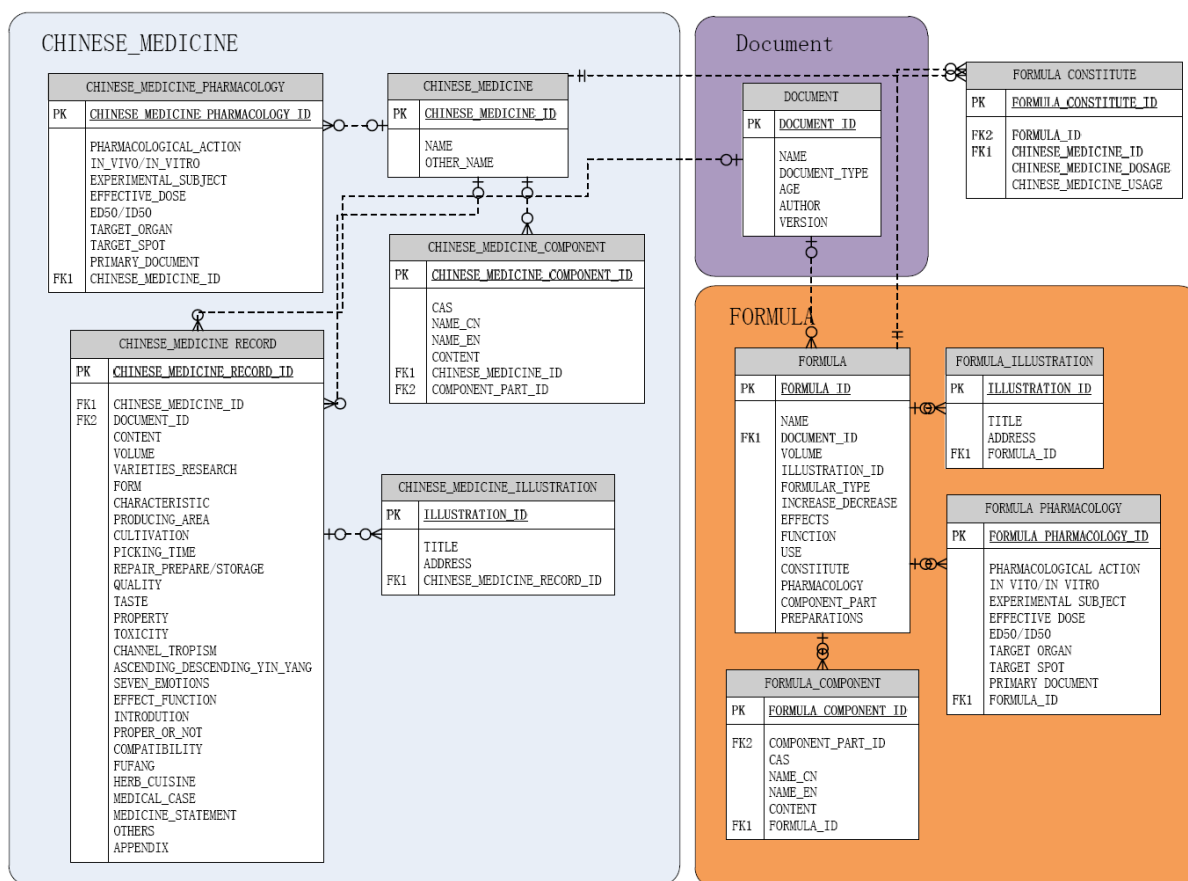 CHINESE_MEDICINE
CHINESE_MEDICINE_PHARMACOLOGY
PK CHINESE_MEDICINE_PHARMACOLOGY_ID
PHARMACOLOGICAL_ACTION
IN_VIVO/IN_VITRO
EXPERIMENTAL_SUBJECT
EFFECTIVE_DOSE
ED50/ID50
TARGET_ORGAN
TARGET_SPOT
PRIMARY_DOCUMENT
FK1 CHINESE_MEDICINE_ID
CHINESE_MEDICINE
PK CHINESE_MEDICINE_ID
NAME
OTHER_NAME
CHINESE_MEDICINE_COMPONENT
PK CHINESE_MEDICINE_COMPONENT_ID
CAS
NAME_CN
NAME_EN
CONTENT
FK1 CHINESE_MEDICINE_ID
FK2 COMPONENT_PART_ID
CHINESE_MEDICINE RECORD
PK CHINESE_MEDICINE_RECORD_ID
FK1 CHINESE_MEDICINE_ID
FK2 DOCUMENT_ID
CONTENT
VOLUME
VARIETIES_RESEARCH
FORM
CHARACTERISTIC
PRODUCING_AREA
CULTIVATION
PICKING_TIME
REPAIR_PREPARE/STORAGE
QUALITY
TASTE
PROPERTY
TOXICITY
CHANNEL_TROPISM
ASCENDING_DESCENDING_YIN_YANG
SEVEN_EMOTIONS
EFFECT_FUNCTION
INTRODUTION
PROPER_OR_NOT
COMPATIBILITY
FUFANG
HERB_CUISINE
MEDICAL_CASE
MEDICINE_STATEMENT
OTHERS
APPENDIX
CHINESE_MEDICINE_ILLUSTRATION
PK ILLUSTRATION_ID
TITLE
ADDRESS
FK1 CHINESE_MEDICINE_RECORD_ID
Document
DOCUMENT
PK DOCUMENT_ID
NAME
DOCUMENT_TYPE
AGE
AUTHOR
VERSION
FORMULA CONSTITUTE
PK FORMULA_CONSTITUTE_ID
FK2 FORMULA_ID
FK1 CHINESE_MEDICINE_ID
CHINESE_MEDICINE_DOSAGE
CHINESE_MEDICINE_USAGE
FORMULA
FORMULA
PK FORMULA_ID
NAME
FK1 DOCUMENT_ID
VOLUME
ILLUSTRATION_ID
FORMULAR_TYPE
INCREASE_DECREASE
EFFECTS
FUNCTION
USE
CONSTITUTE
PHARMACOLOGY
COMPONENT_PART
PREPARATIONS
FORMULA_ILLUSTRATION
PK ILLUSTRATION_ID
TITLE
ADDRESS
FK1 FORMULA_ID
FORMULA PHARMACOLOGY
PK FORMULA_PHARMACOLOGY_ID
PHARMACOLOGICAL ACTION
IN VITO/IN VITRO
EXPERIMENTAL SUBJECT
EFFECTIVE DOSE
ED50/ID50
TARGET ORGAN
TARGET SPOT
PRIMARY DOCUMENT
FK1 FORMULA_ID
FORMULA_COMPONENT
PK FORMULA_COMPONENT_ID
FK2 COMPONENT_PART_ID
CAS
NAME_CN
NAME_EN
CONTENT
FK1 FORMULA_ID